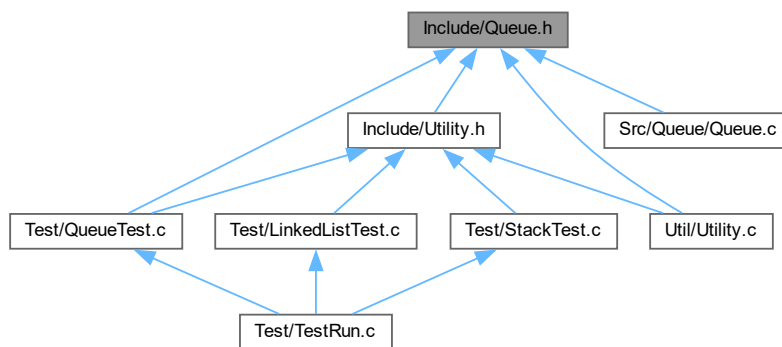 Include/Queue.h
Include/Utility.h
Src/Queue/Queue.c
Test/QueueTest.c
Test/LinkedListTest.c
Test/StackTest.c
Util/Utility.c
Test/TestRun.c